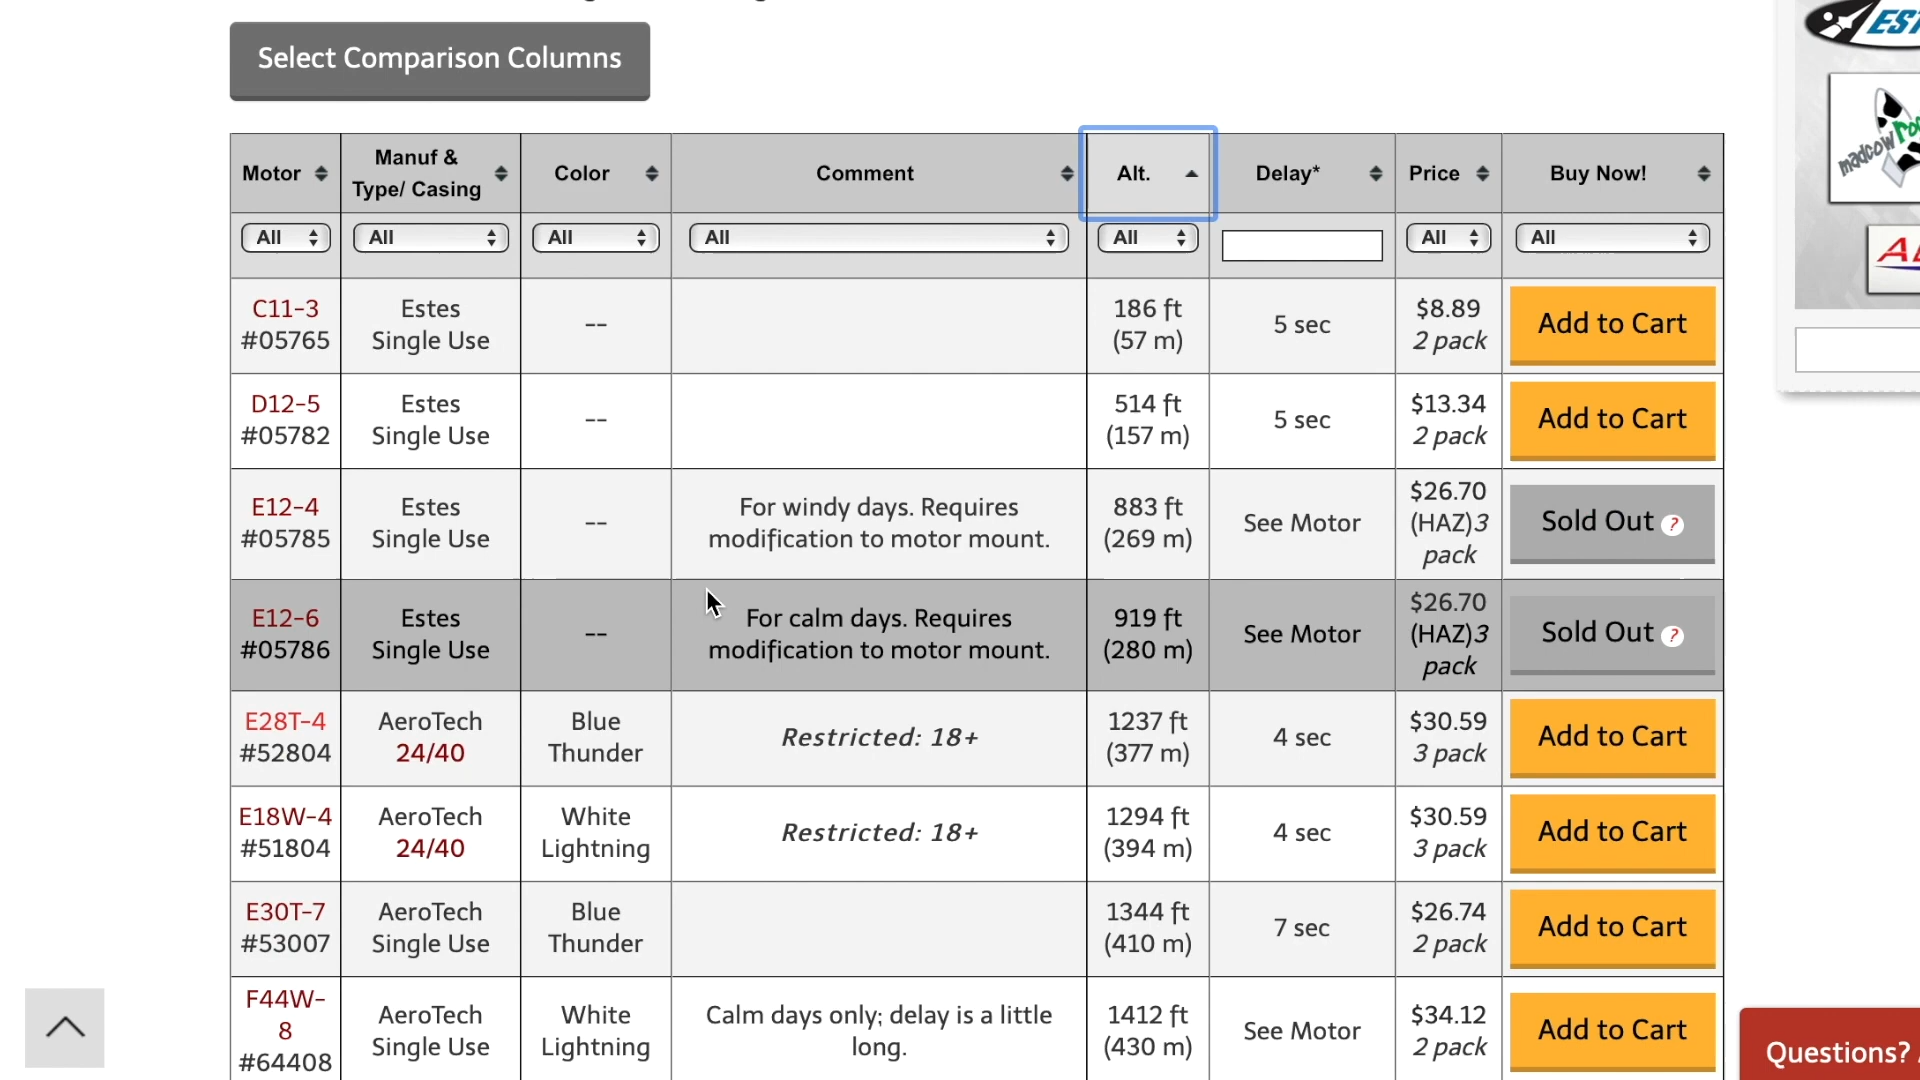 Select Comparison Columns
Motor
Manuf &
Type/ Casing
Color
Comment
Alt.
Delay*
Price
Buy Now!
All
All
All
All
All
All
All
C11-3
#05765
Estes
Single Use
--
186 ft
(57 m)
5 sec
$8.89
2 pack
Add to Cart
D12-5
#05782
Estes
Single Use
--
514 ft
(157 m)
5 sec
$13.34
2 pack
Add to Cart
E12-4
#05785
Estes
Single Use
--
For windy days. Requires
modification to motor mount.
883 ft
(269 m)
See Motor
$26.70
(HAZ)3
pack
Sold Out ?
E12-6
#05786
Estes
Single Use
--
For calm days. Requires
modification to motor mount.
919 ft
(280 m)
See Motor
$26.70
(HAZ)3
pack
Sold Out ?
E28T-4
#52804
AeroTech
24/40
Blue
Thunder
Restricted: 18+
1237 ft
(377 m)
4 sec
$30.59
3 pack
Add to Cart
E18W-4
#51804
AeroTech
24/40
White
Lightning
Restricted: 18+
1294 ft
(394 m)
4 sec
$30.59
3 pack
Add to Cart
E30T-7
#53007
AeroTech
Single Use
Blue
Thunder
1344 ft
(410 m)
7 sec
$26.74
2 pack
Add to Cart
F44W-
8
#64408
AeroTech
Single Use
White
Lightning
Calm days only; delay is a little
long.
1412 ft
(430 m)
See Motor
$34.12
2 pack
Add to Cart
madcow
Questions?